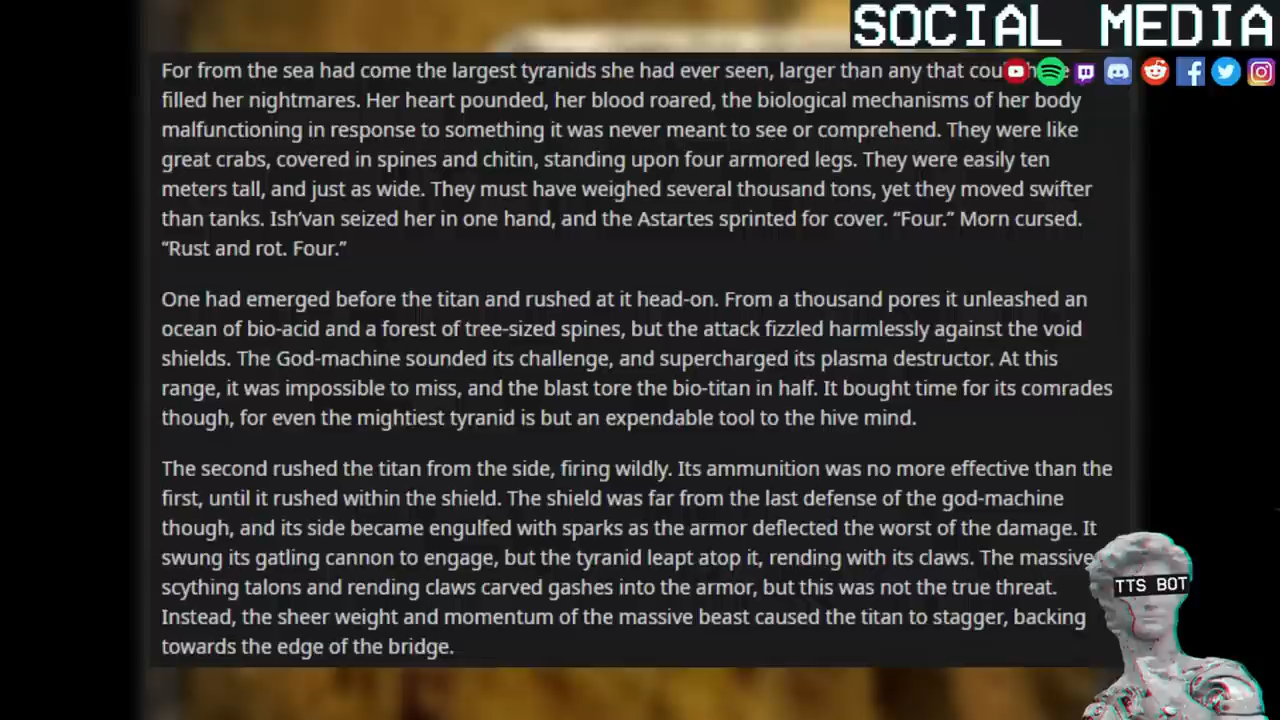 SOCIAL MEDIA
For from the sea had come the largest tyranids she had ever seen, larger than any that
filled her nightmares. Her heart pounded, her blood roared, the biological mechanisms of her body
malfunctioning in response to something it was never meant to see or comprehend. They were like
great crabs, covered in spines and chitin, standing upon four armored legs. They were easily ten
meters tall, and just as wide. They must have weighed several thousand tons, yet they moved swifter
than tanks. Ish’van seized her in one hand, and the Astartes sprinted for cover. “Four.” Morn cursed.
“Rust and rot. Four.”
One had emerged before the titan and rushed at it head-on. From a thousand pores it unleashed an
ocean of bio-acid and a forest of tree-sized spines, but the attack fizzled harmlessly against the void
shields. The God-machine sounded its challenge, and supercharged its plasma destructor. At this
range, it was impossible to miss, and the blast tore the bio-titan in half. It bought time for its comrades
though, for even the mightiest tyranid is but an expendable tool to the hive mind.
The second rushed the titan from the side, firing wildly. Its ammunition was no more effective than the
first, until it rushed within the shield. The shield was far from the last defense of the god-machine
though, and its side became engulfed with sparks as the armor deflected the worst of the damage. It
swung its gatling cannon to engage, but the tyranid leapt atop it, rending with its claws. The massive
scything talons and rending claws carved gashes into the armor, but this was not the true threat.
Instead, the sheer weight and momentum of the massive beast caused the titan to stagger, backing
towards the edge of the bridge.
TTS BOT